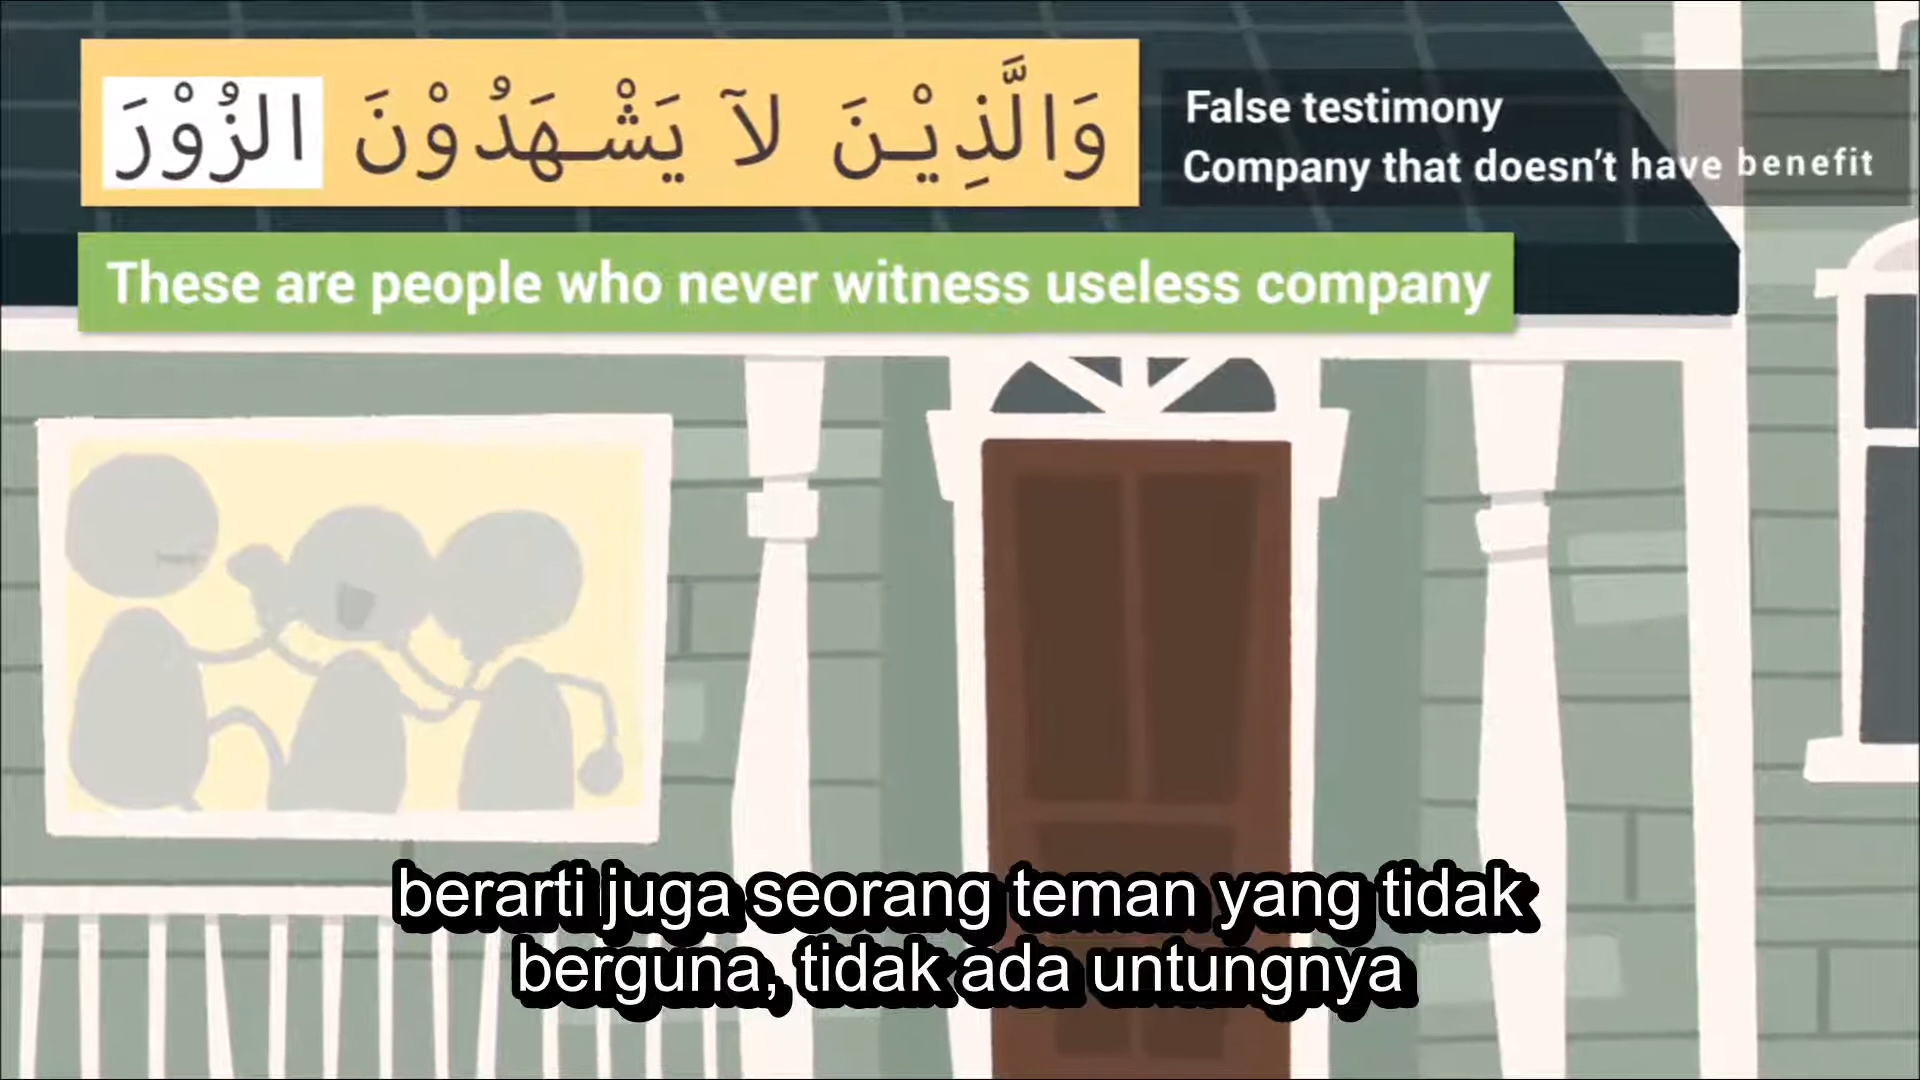 وَالَّذِيْنَ لَآ يَشْهَدُوْنَ الزُوْرَ
False testimony
Company that doesn't have benefit
These are people who never witness useless company
berarti juga seorang teman yang tidak
berguna, tidak ada untungnya